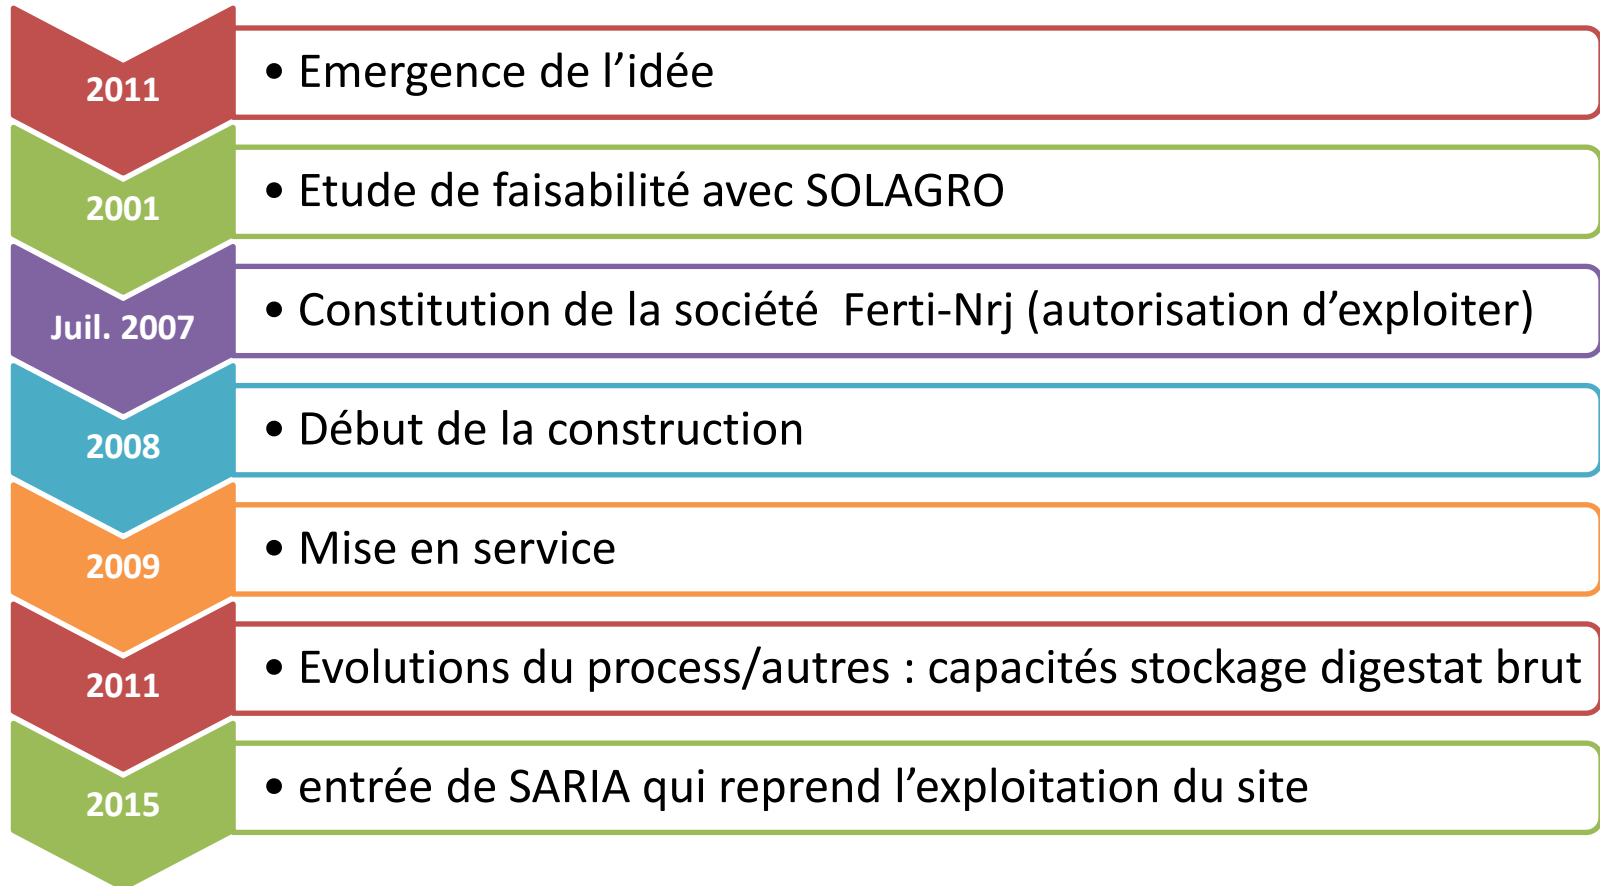 2011
• Emergence de l’idée
2001
• Etude de faisabilité avec SOLAGRO
Juil. 2007
• Constitution de la société  Ferti-Nrj (autorisation d’exploiter)
2008
• Début de la construction
2009
• Mise en service
2011
• Evolutions du process/autres : capacités stockage digestat brut
2015
• entrée de SARIA qui reprend l’exploitation du site